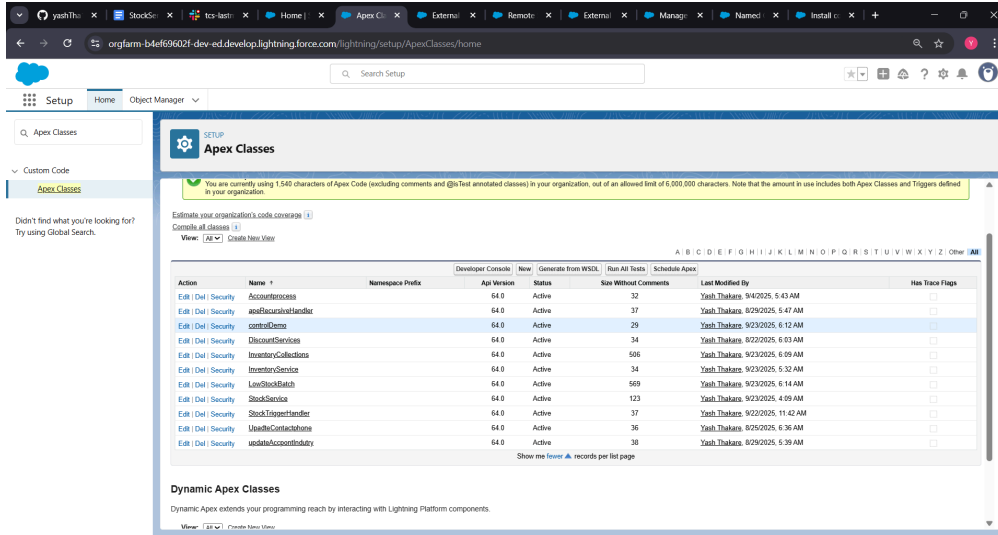 yashTha
StockSer
tcs-lastm
Home | S
Apex Cla
External
Remote
External
Manage
Named
Install co
orgfarm-b4ef69602f-dev-ed.develop.lightning.force.com/lightning/setup/ApexClasses/home
Y
Search Setup
Setup
Home
Object Manager
Apex Classes
Custom Code
Apex Classes
Didn't find what you're looking for?
Try using Global Search.
SETUP
Apex Classes
You are currently using 1,540 characters of Apex Code (excluding comments and @isTest annotated classes) in your organization, out of an allowed limit of 6,000,000 characters. Note that the amount in use includes both Apex Classes and Triggers defined
in your organization.
Estimate your organization's code coverage i
Compile all classes i
View: All Create New View
A | B | C | D | E | F | G | H | I | J | K | L | M | N | O | P | Q | R | S | T | U | V | W | X | Y | Z | Other All
Developer Console New Generate from WSDL Run All Tests Schedule Apex
Action Name ↑ Namespace Prefix Api Version Status Size Without Comments Last Modified By Has Trace Flags
Edit | Del | Security Accountprocess 64.0 Active 32 Yash Thakare, 9/4/2025, 5:43 AM
Edit | Del | Security apeRecursiveHandler 64.0 Active 37 Yash Thakare, 8/29/2025, 5:47 AM
Edit | Del | Security controlDemo 64.0 Active 29 Yash Thakare, 9/23/2025, 6:12 AM
Edit | Del | Security DiscountServices 64.0 Active 34 Yash Thakare, 8/22/2025, 6:03 AM
Edit | Del | Security InventoryCollections 64.0 Active 506 Yash Thakare, 9/23/2025, 6:09 AM
Edit | Del | Security InventoryService 64.0 Active 34 Yash Thakare, 9/23/2025, 5:32 AM
Edit | Del | Security LowStockBatch 64.0 Active 569 Yash Thakare, 9/23/2025, 6:14 AM
Edit | Del | Security StockService 64.0 Active 123 Yash Thakare, 9/23/2025, 4:09 AM
Edit | Del | Security StockTriggerHandler 64.0 Active 37 Yash Thakare, 9/22/2025, 11:42 AM
Edit | Del | Security UpadteContactphone 64.0 Active 36 Yash Thakare, 8/25/2025, 6:36 AM
Edit | Del | Security updateAccpontIndutry 64.0 Active 38 Yash Thakare, 8/29/2025, 5:39 AM
Show me fewer records per list page
Dynamic Apex Classes
Dynamic Apex extends your programming reach by interacting with Lightning Platform components.
View: All Create New View